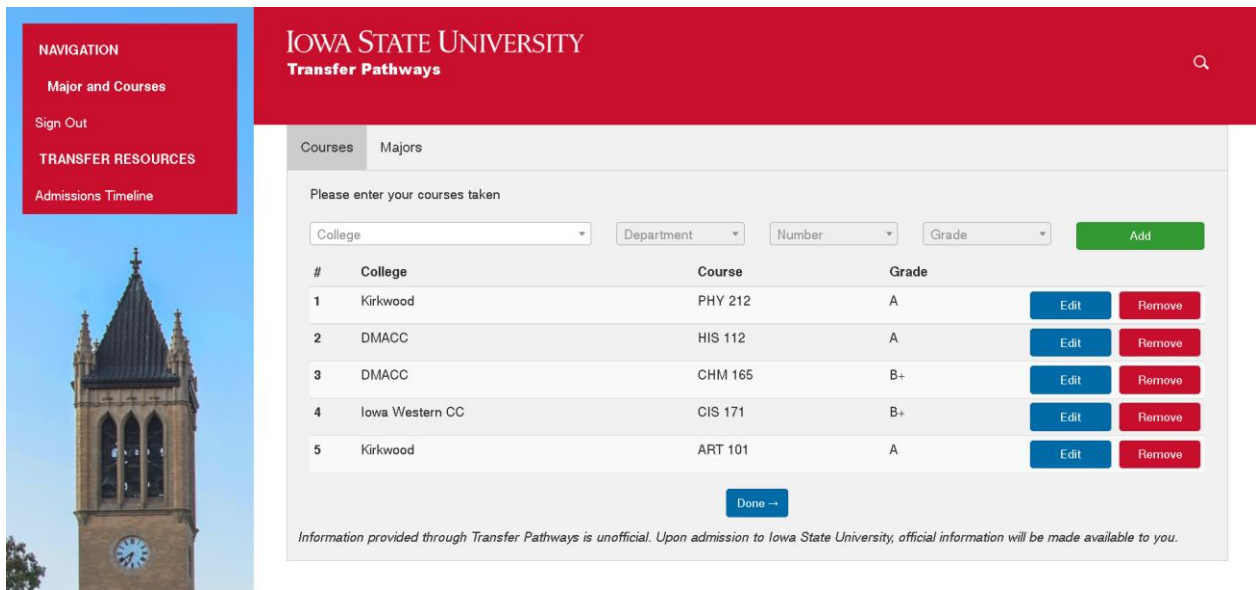 NAVIGATION
Major and Courses
Sign Out
TRANSFER RESOURCES
Admissions Timeline
IOWA STATE UNIVERSITY
Transfer Pathways
Courses Majors
Please enter your courses taken
College Department Number Grade Add
# College Course Grade
1 Kirkwood PHY 212 A Edit Remove
2 DMACC HIS 112 A Edit Remove
3 DMACC CHM 165 B+ Edit Remove
4 Iowa Western CC CIS 171 B+ Edit Remove
5 Kirkwood ART 101 A Edit Remove
Done →
Information provided through Transfer Pathways is unofficial. Upon admission to Iowa State University, official information will be made available to you.